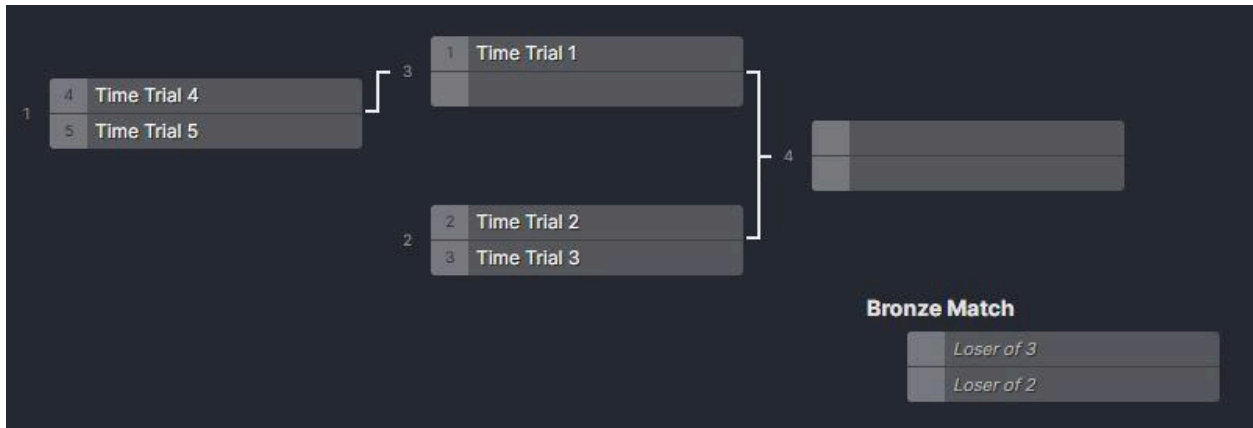 1
4 Time Trial 4
5 Time Trial 5
3
1 Time Trial 1
2
2 Time Trial 2
3 Time Trial 3
4
Bronze Match
Loser of 3
Loser of 2